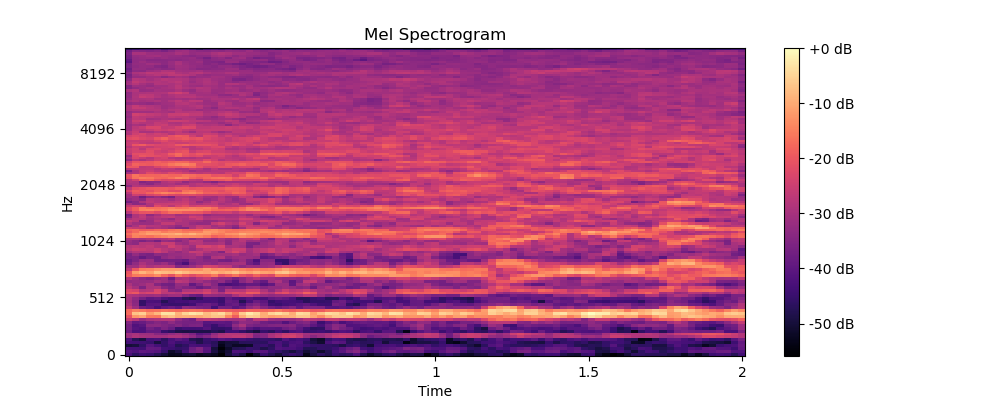 Mel Spectrogram
Hz
8192
4096
2048
1024
512
0
0
0.5
1
1.5
2
Time
+0 dB
-10 dB
-20 dB
-30 dB
-40 dB
-50 dB